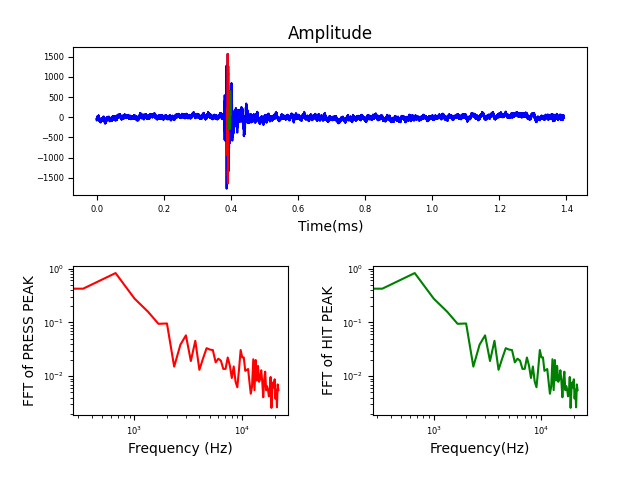 Amplitude
1500
1000
500
0
−500
−1000
−1500
0.0 0.2 0.4 0.6 0.8 1.0 1.2 1.4
Time(ms)
FFT of PRESS PEAK
10⁰
10⁻¹
10⁻²
10³ 10⁴
Frequency (Hz)
FFT of HIT PEAK
10⁰
10⁻¹
10⁻²
10³ 10⁴
Frequency(Hz)